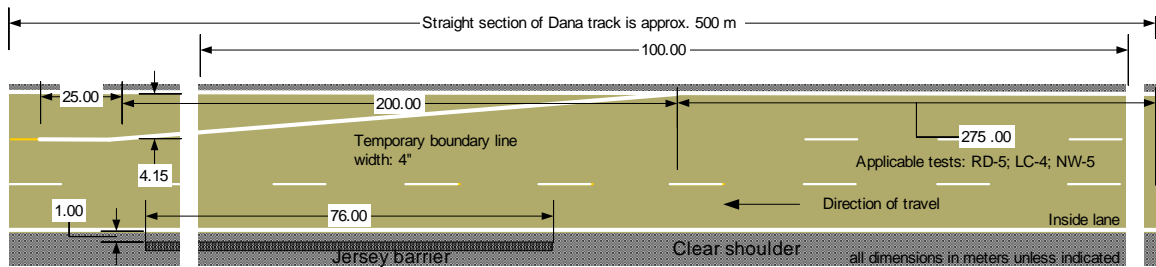 Straight section of Dana track is approx. 500 m
100.00
25.00
200.00
275.00
Temporary boundary line
width: 4"
Applicable tests: RD-5; LC-4; NW-5
4.15
1.00
76.00
Direction of travel
Inside lane
Jersey barrier
Clear shoulder
all dimensions in meters unless indicated